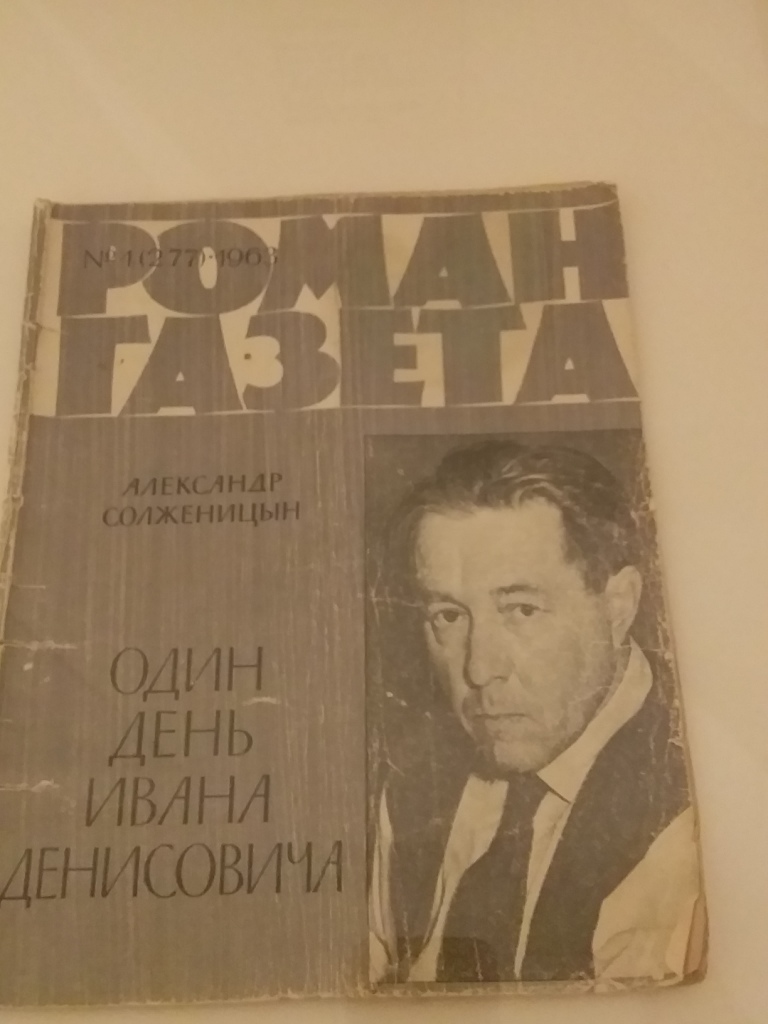 РОМАН
№ 1 (277) · 1963
ГАЗЕТА
АЛЕКСАНДР
СОЛЖЕНИЦЫН
ОДИН
ДЕНЬ
ИВАНА
ДЕНИСОВИЧА